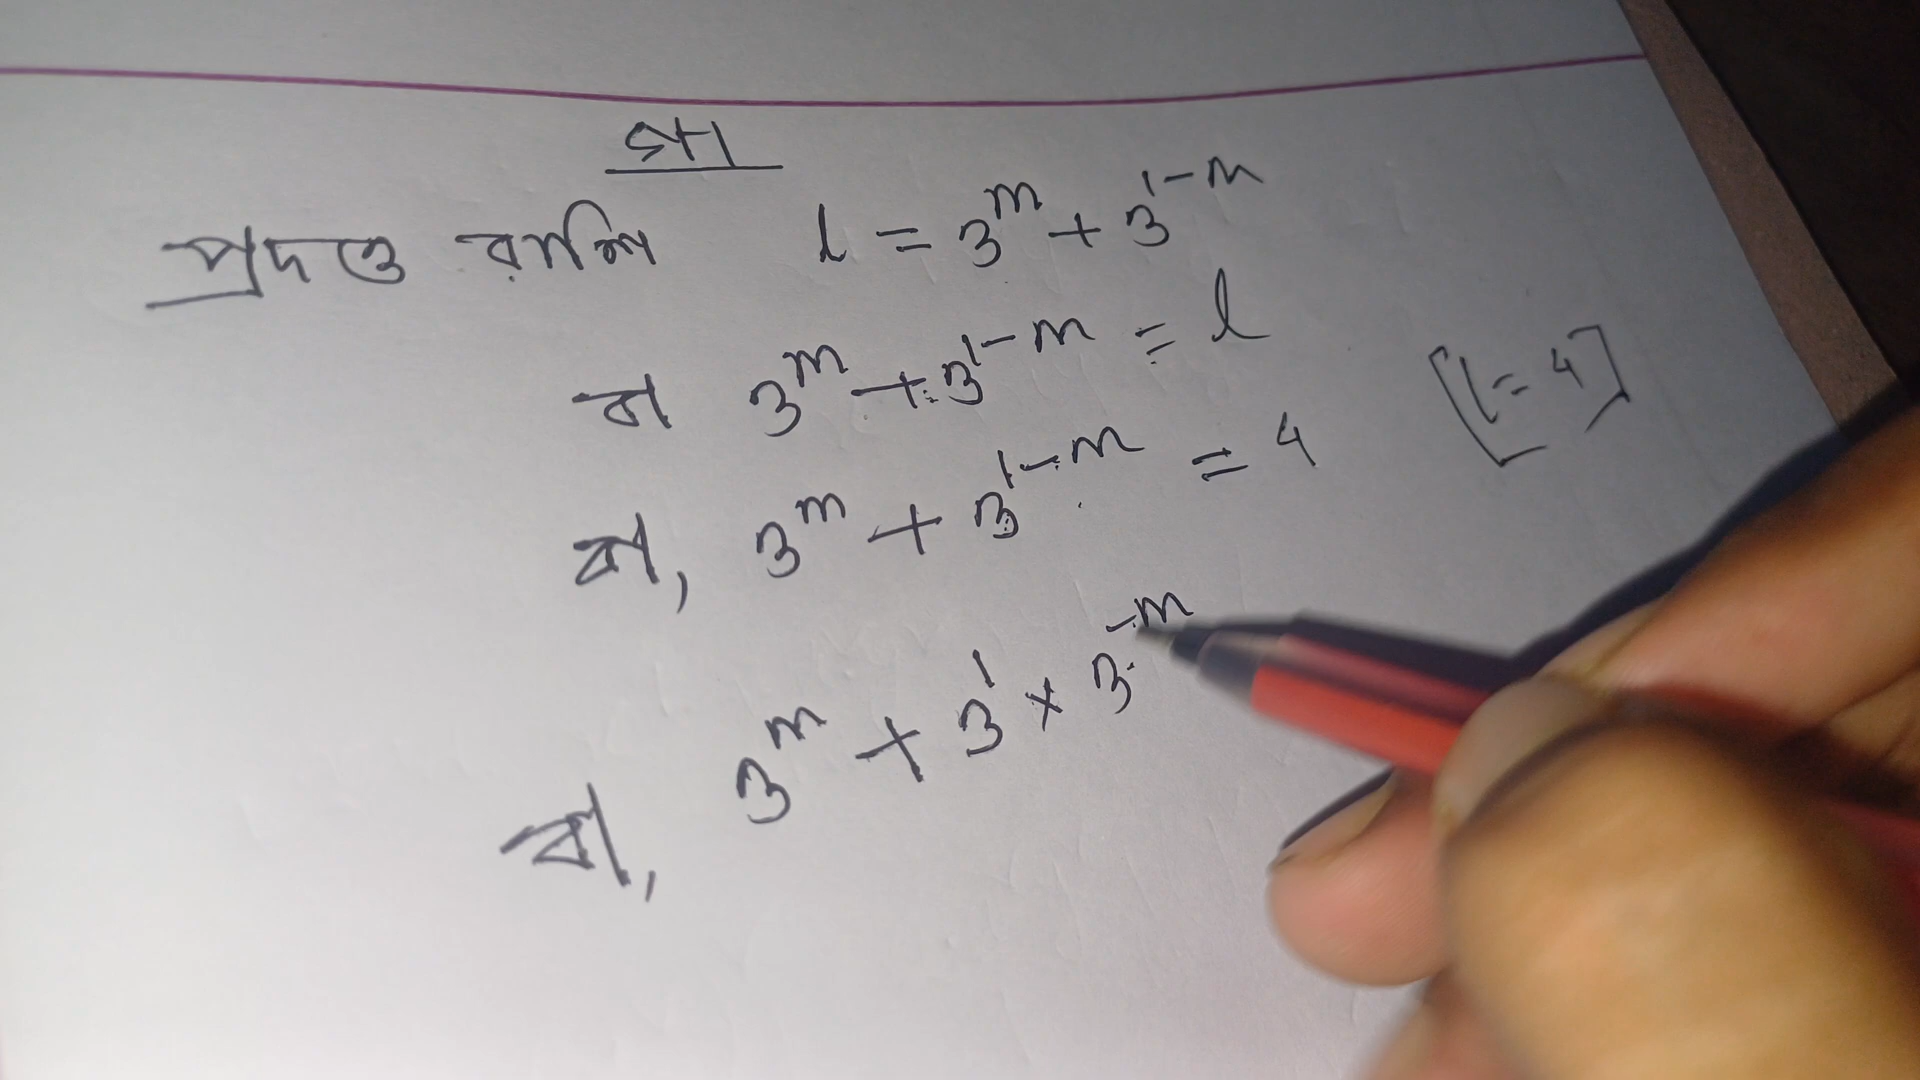 প্রদত্ত রাশি l = 3^m + 3^{1-m}
বা 3^m + 3^{1-m} = l
বা, 3^m + 3^{1-m} = 4 [l = 4]
বা, 3^m + 3^1 × 3^{-m}